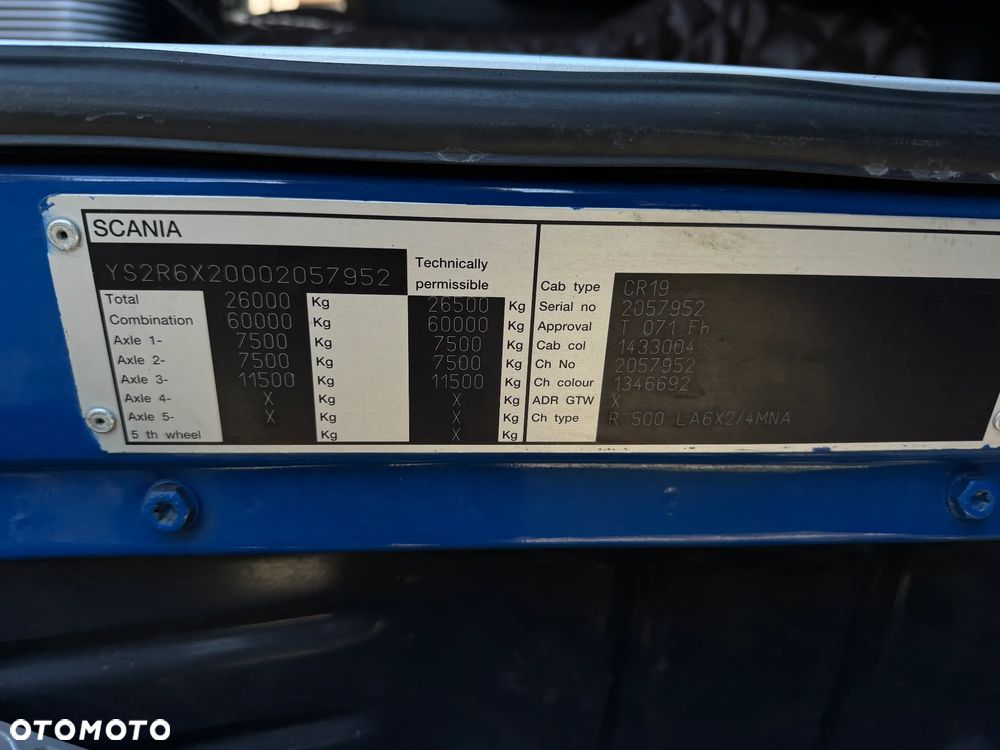 SCANIA
YS2R6X20002057952
Technically
permissible
Total 26000 Kg 26500 Kg
Combination 60000 Kg 60000 Kg
Axle 1- 7500 Kg 7500 Kg
Axle 2- 7500 Kg 7500 Kg
Axle 3- 11500 Kg 11500 Kg
Axle 4- X Kg X Kg
Axle 5- X Kg X Kg
5 th wheel Kg X Kg
Cab type CR19
Serial no 2057952
Approval T 071 Fh
Cab col 1433004
Ch No 2057952
Ch colour 1346692
ADR GTW X
Ch type R 500 LA6X2/4MNA
OTOMOTO